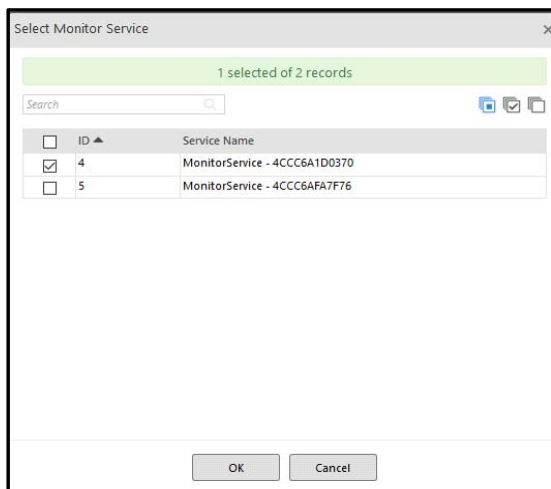 Select Monitor Service
1 selected of 2 records
Search
ID Service Name
4 MonitorService - 4CCC6A1D0370
5 MonitorService - 4CCC6AFA7F76
OK Cancel